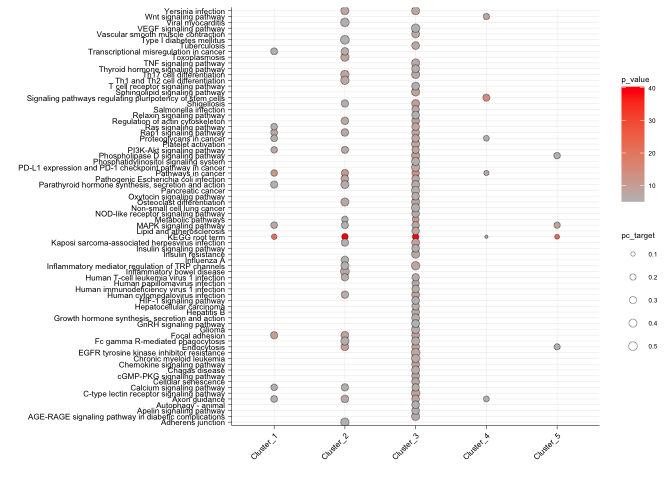 Yersinia infection
Wnt signaling pathway
Viral myocarditis
VEGF signaling pathway
Vascular smooth muscle contraction
Type I diabetes mellitus
Tuberculosis
Transcriptional misregulation in cancer
Toxoplasmosis
TNF signaling pathway
Thyroid hormone signaling pathway
Th17 cell differentiation
Th1 and Th2 cell differentiation
T cell receptor signaling pathway
Sphingolipid signaling pathway
Signaling pathways regulating pluripotency of stem cells
Shigellosis
Salmonella infection
Relaxin signaling pathway
Regulation of actin cytoskeleton
Ras signaling pathway
Rap1 signaling pathway
Proteoglycans in cancer
Platelet activation
PI3K-Akt signaling pathway
Phospholipase D signaling pathway
Phosphatidylinositol signaling system
PD-L1 expression and PD-1 checkpoint pathway in cancer
Pathways in cancer
Pathogenic Escherichia coli infection
Parathyroid hormone synthesis, secretion and action
Pancreatic cancer
Oxytocin signaling pathway
Osteoclast differentiation
Non-small cell lung cancer
NOD-like receptor signaling pathway
Metabolic pathways
MAPK signaling pathway
Lipid and atherosclerosis
KEGG root term
Kaposi sarcoma-associated herpesvirus infection
Insulin signaling pathway
Insulin resistance
Influenza A
Inflammatory mediator regulation of TRP channels
Inflammatory bowel disease
Human T-cell leukemia virus 1 infection
Human papillomavirus infection
Human immunodeficiency virus 1 infection
Human cytomegalovirus infection
HIF-1 signaling pathway
Hepatocellular carcinoma
Hepatitis B
Growth hormone synthesis, secretion and action
GnRH signaling pathway
Glioma
Focal adhesion
Fc gamma R-mediated phagocytosis
Endocytosis
EGFR tyrosine kinase inhibitor resistance
Chronic myeloid leukemia
Chemokine signaling pathway
Chagas disease
cGMP-PKG signaling pathway
Cellular senescence
Calcium signaling pathway
C-type lectin receptor signaling pathway
Axon guidance
Autophagy - animal
Apelin signaling pathway
AGE-RAGE signaling pathway in diabetic complications
Adherens junction
Cluster_1
Cluster_2
Cluster_3
Cluster_4
Cluster_5
p_value
40
30
20
10
pc_target
0.1
0.2
0.3
0.4
0.5